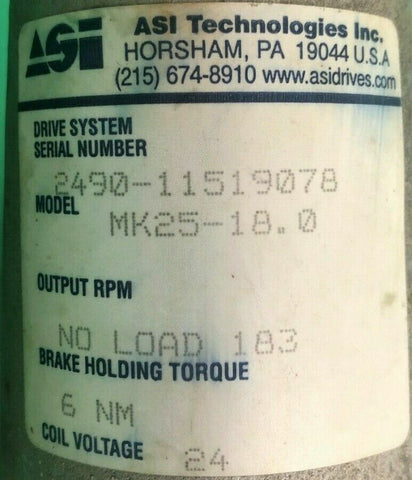 ASI
ASI Technologies Inc.
HORSHAM, PA 19044 U.S.A
(215) 674-8910 www.asidrives.com
DRIVE SYSTEM
SERIAL NUMBER
2490-11519078
MODEL
MK25-18.0
OUTPUT RPM
NO LOAD 183
BRAKE HOLDING TORQUE
6 NM
COIL VOLTAGE
24